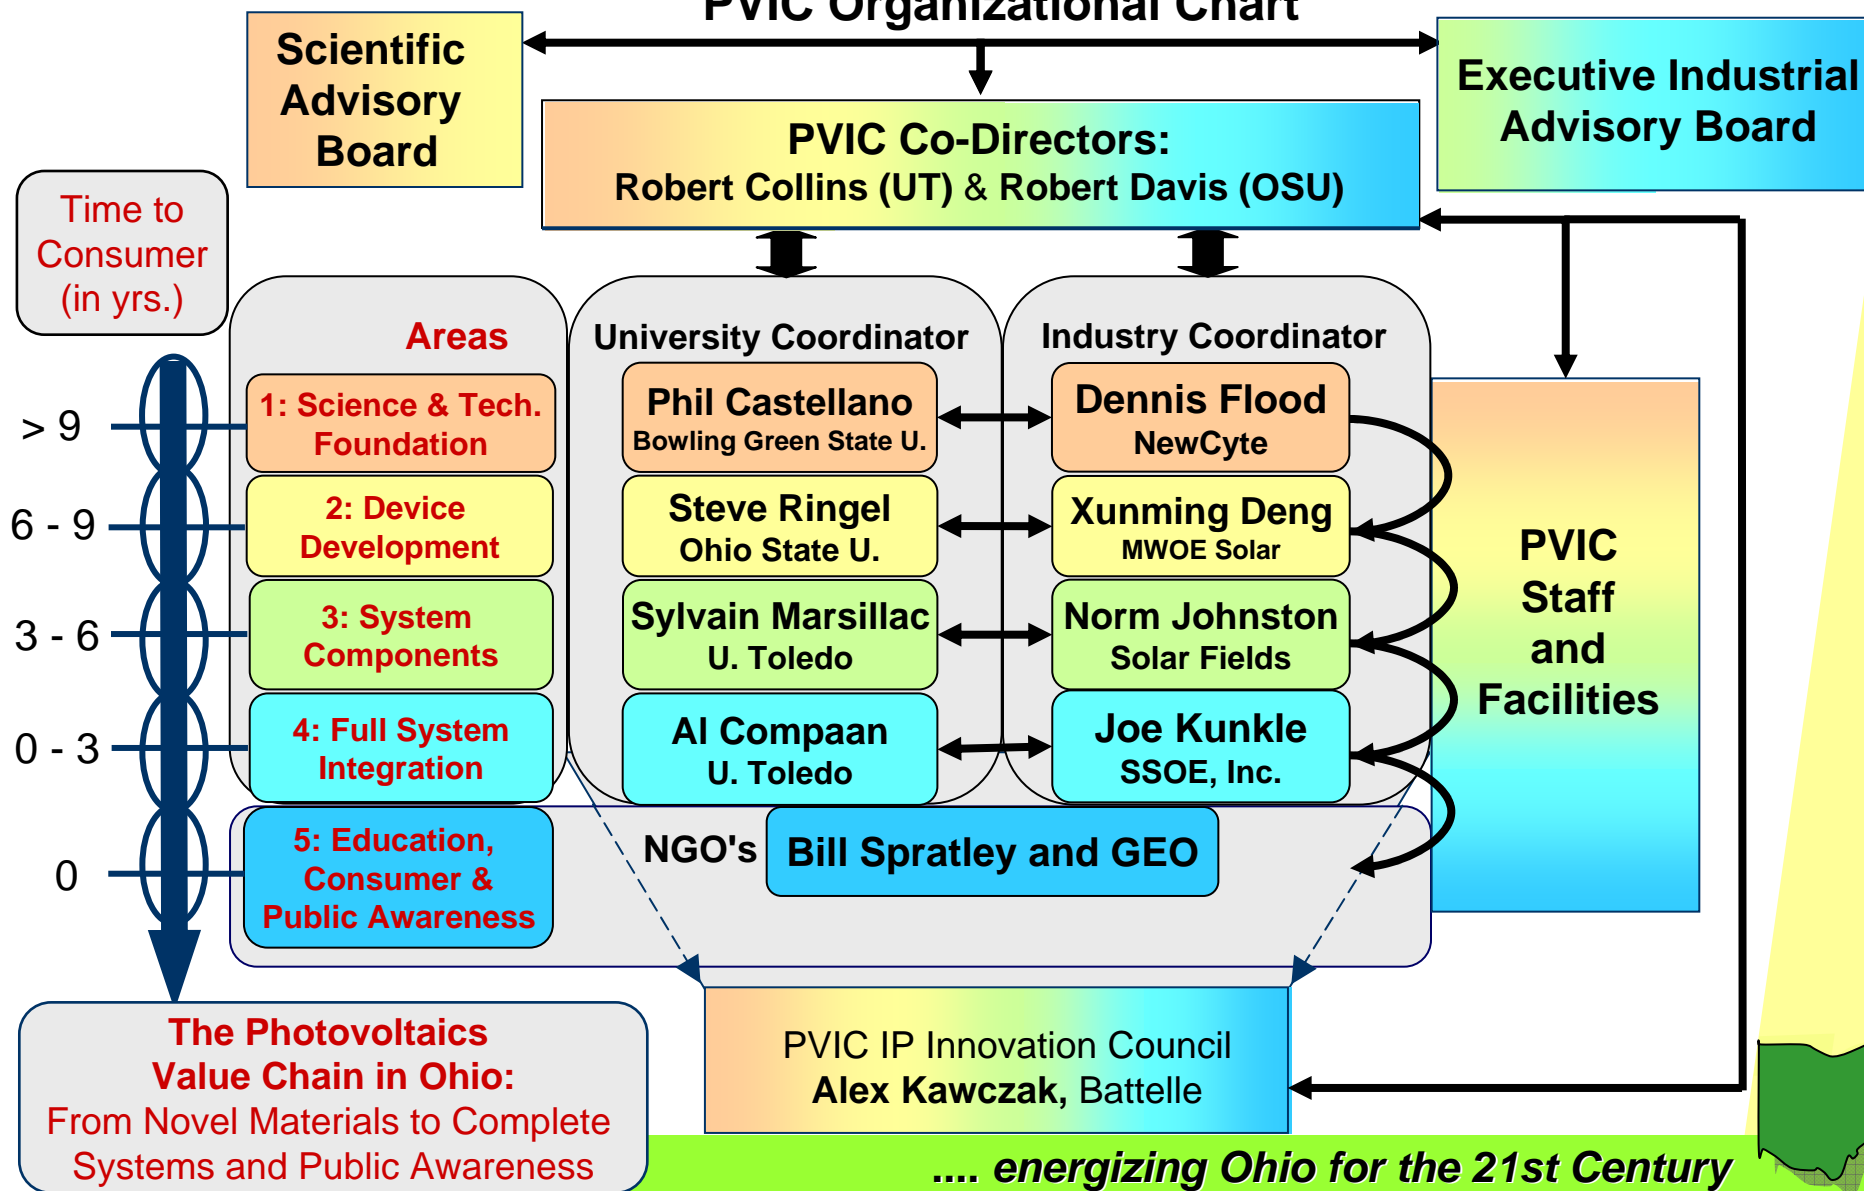 PVIC Organizational Chart
Scientific
Advisory
Board
Executive Industrial
Advisory Board
PVIC Co-Directors:
Robert Collins (UT) & Robert Davis (OSU)
Time to
Consumer
(in yrs.)
Areas
University Coordinator
Industry Coordinator
> 9
1: Science & Tech.
Foundation
Phil Castellano
Bowling Green State U.
Dennis Flood
NewCyte
6 - 9
2: Device
Development
Steve Ringel
Ohio State U.
Xunming Deng
MWOE Solar
3 - 6
3: System
Components
Sylvain Marsillac
U. Toledo
Norm Johnston
Solar Fields
0 - 3
4: Full System
Integration
Al Compaan
U. Toledo
Joe Kunkle
SSOE, Inc.
0
5: Education,
Consumer &
Public Awareness
NGO's
Bill Spratley and GEO
PVIC
Staff
and
Facilities
The Photovoltaics
Value Chain in Ohio:
From Novel Materials to Complete
Systems and Public Awareness
PVIC IP Innovation Council
Alex Kawczak, Battelle
.... energizing Ohio for the 21st Century